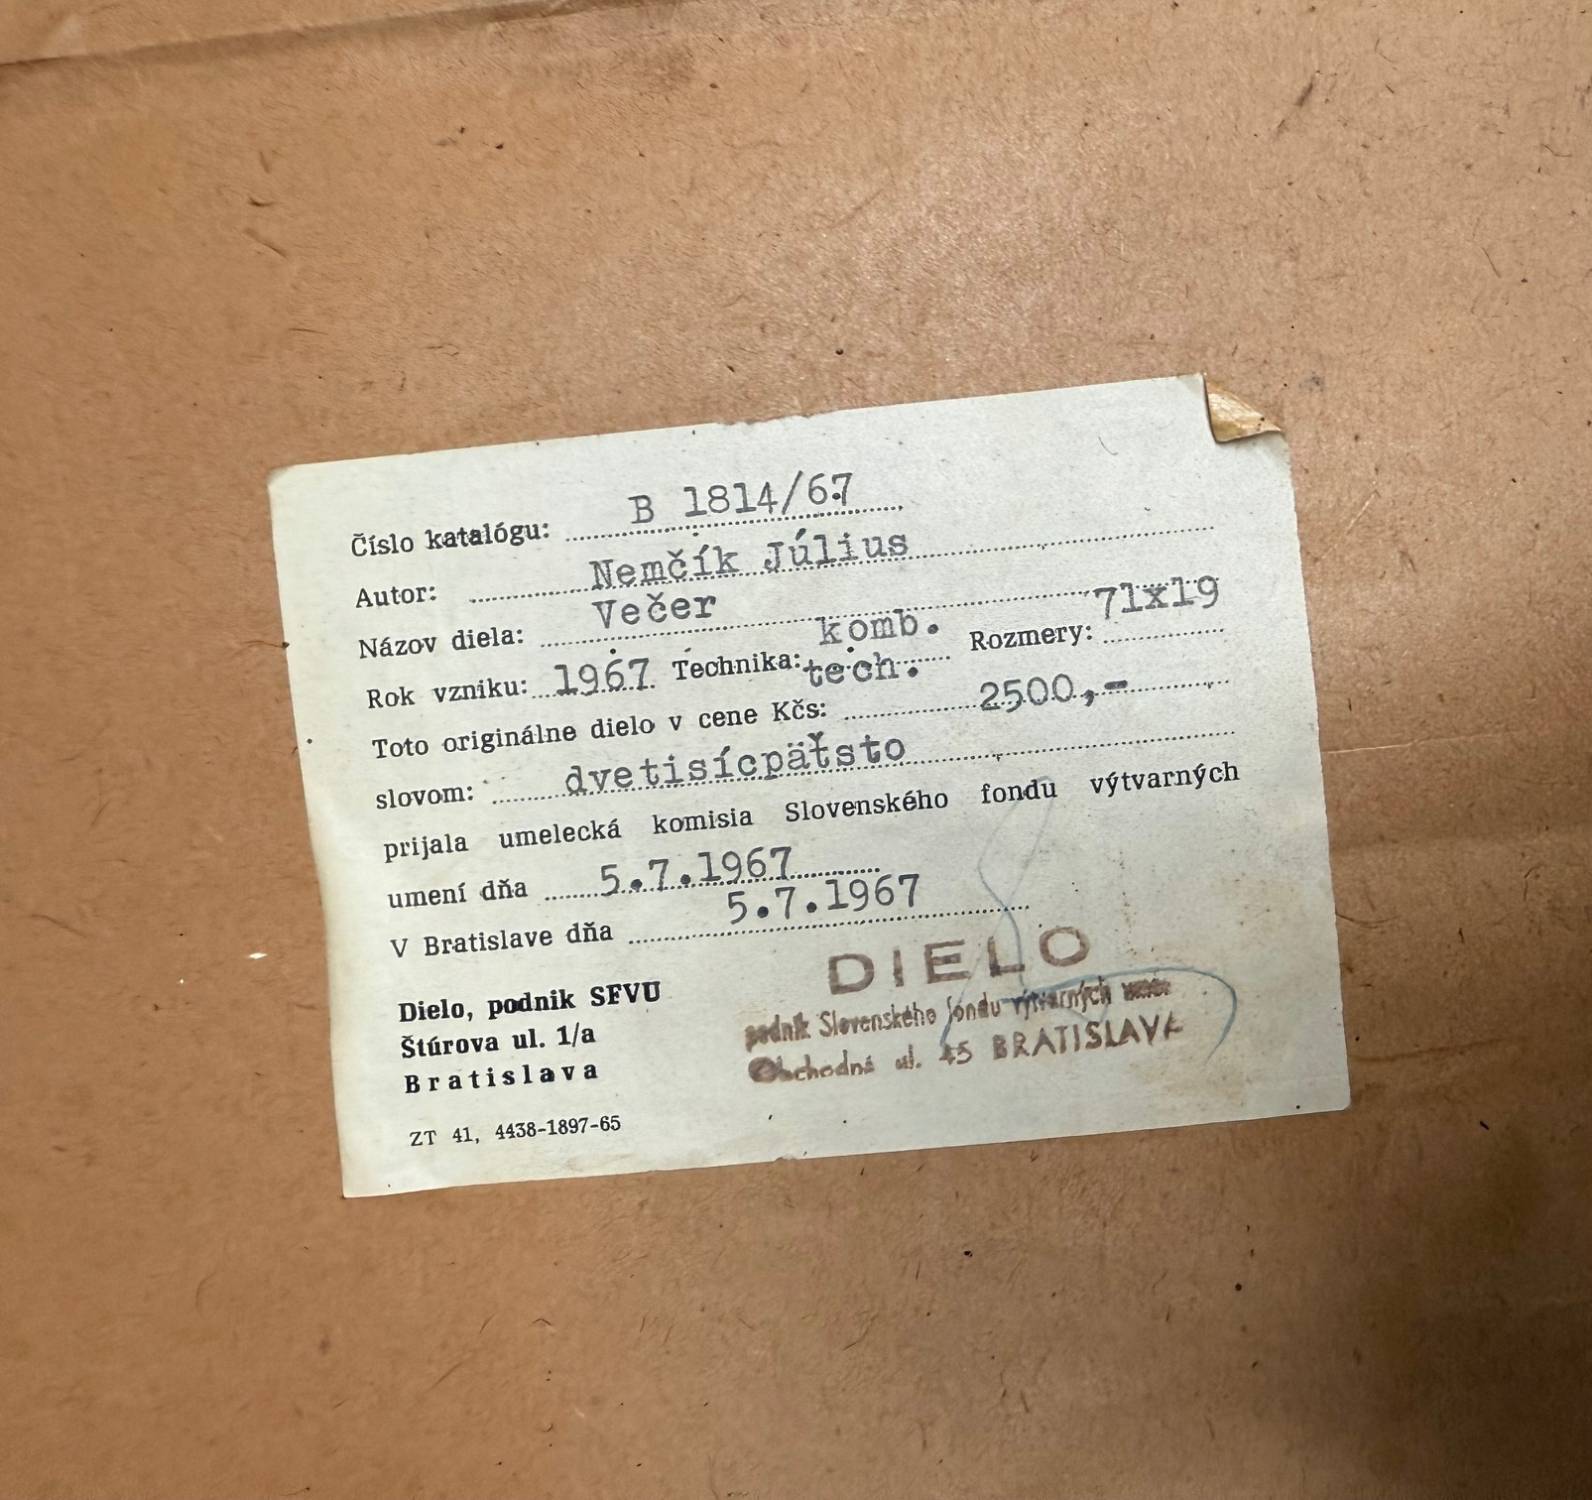 Číslo katalógu: B 1814/67
Autor: Nemčík Július
Názov diela: Večer
Rok vzniku: 1967 Technika: komb. tech. Rozmery: 71x19
Toto originálne dielo v cene Kčs: 2500,-
slovom: dvetisícpäťsto
prijala umelecká komisia Slovenského fondu výtvarných
umení dňa 5.7.1967
V Bratislave dňa 5.7.1967
Dielo, podnik SFVU
Štúrova ul. 1/a
Bratislava
ZT 41, 4438-1897-65
DIELO
podnik Slovenského fondu výtvarných
Obchodná ul. 45 BRATISLAVA